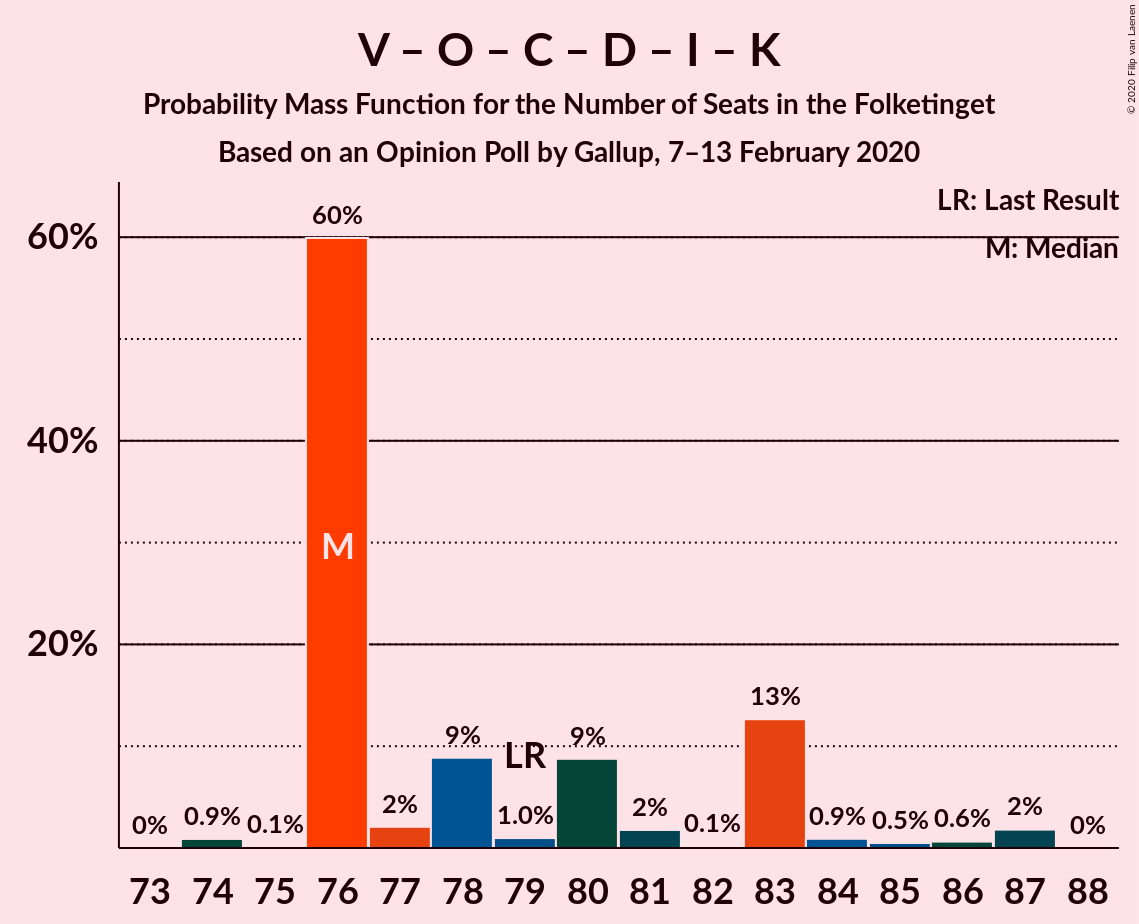 V – O – C – D – I – K
Probability Mass Function for the Number of Seats in the Folketinget
Based on an Opinion Poll by Gallup, 7–13 February 2020
© 2020 Filip van Laenen
LR: Last Result
M: Median
60%
40%
20%
0%
0.9%
0.1%
60%
M
2%
9%
LR
1.0%
9%
2%
0.1%
13%
0.9%
0.5%
0.6%
2%
0%
73 74 75 76 77 78 79 80 81 82 83 84 85 86 87 88